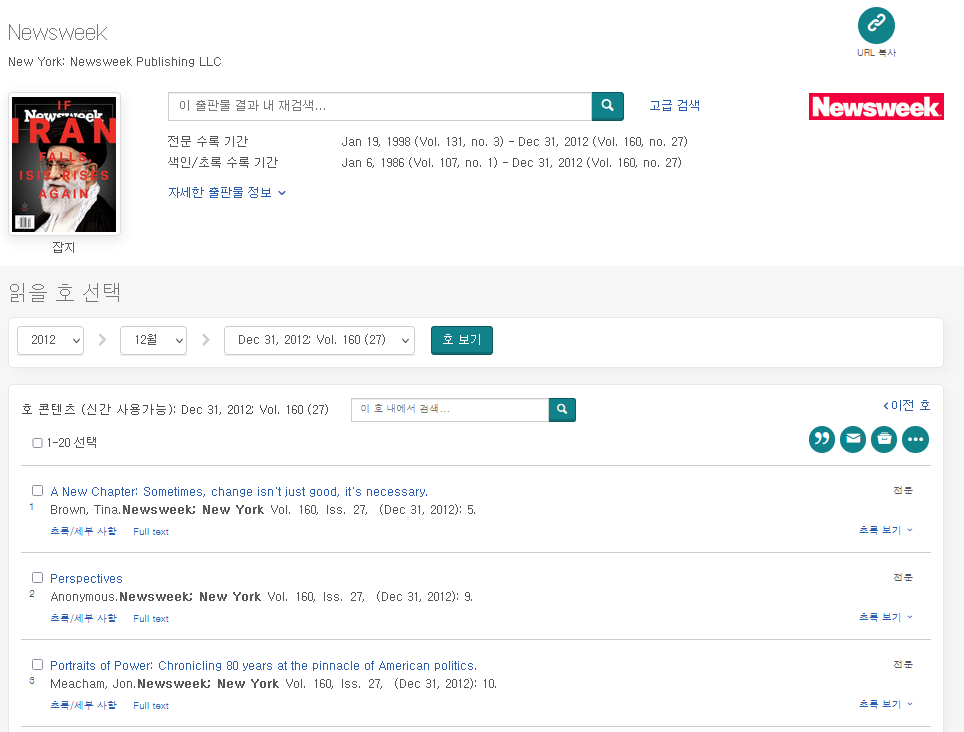 Newsweek
URL 복사
New York: Newsweek Publishing LLC
이 출판물 결과 내 재검색...
고급 검색
Newsweek
IF
Newsweek
IRAN
FALLS,
ISIS RISES
AGAIN
전문 수록 기간 Jan 19, 1998 (Vol. 131, no. 3) - Dec 31, 2012 (Vol. 160, no. 27)
색인/초록 수록 기간 Jan 6, 1986 (Vol. 107, no. 1) - Dec 31, 2012 (Vol. 160, no. 27)
자세한 출판물 정보
잡지
읽을 호 선택
2012 12월 Dec 31, 2012; Vol. 160 (27) 호 보기
호 콘텐츠 (신간 사용가능): Dec 31, 2012; Vol. 160 (27) 이 호 내에서 검색... 이전 호
1-20 선택
A New Chapter: Sometimes, change isn't just good, it's necessary. 전문
1 Brown, Tina.Newsweek; New York Vol. 160, Iss. 27, (Dec 31, 2012): 5.
초록/세부 사항 Full text 초록 보기
Perspectives 전문
2 Anonymous.Newsweek; New York Vol. 160, Iss. 27, (Dec 31, 2012): 9.
초록/세부 사항 Full text 초록 보기
Portraits of Power: Chronicling 80 years at the pinnacle of American politics. 전문
3 Meacham, Jon.Newsweek; New York Vol. 160, Iss. 27, (Dec 31, 2012): 10.
초록/세부 사항 Full text 초록 보기